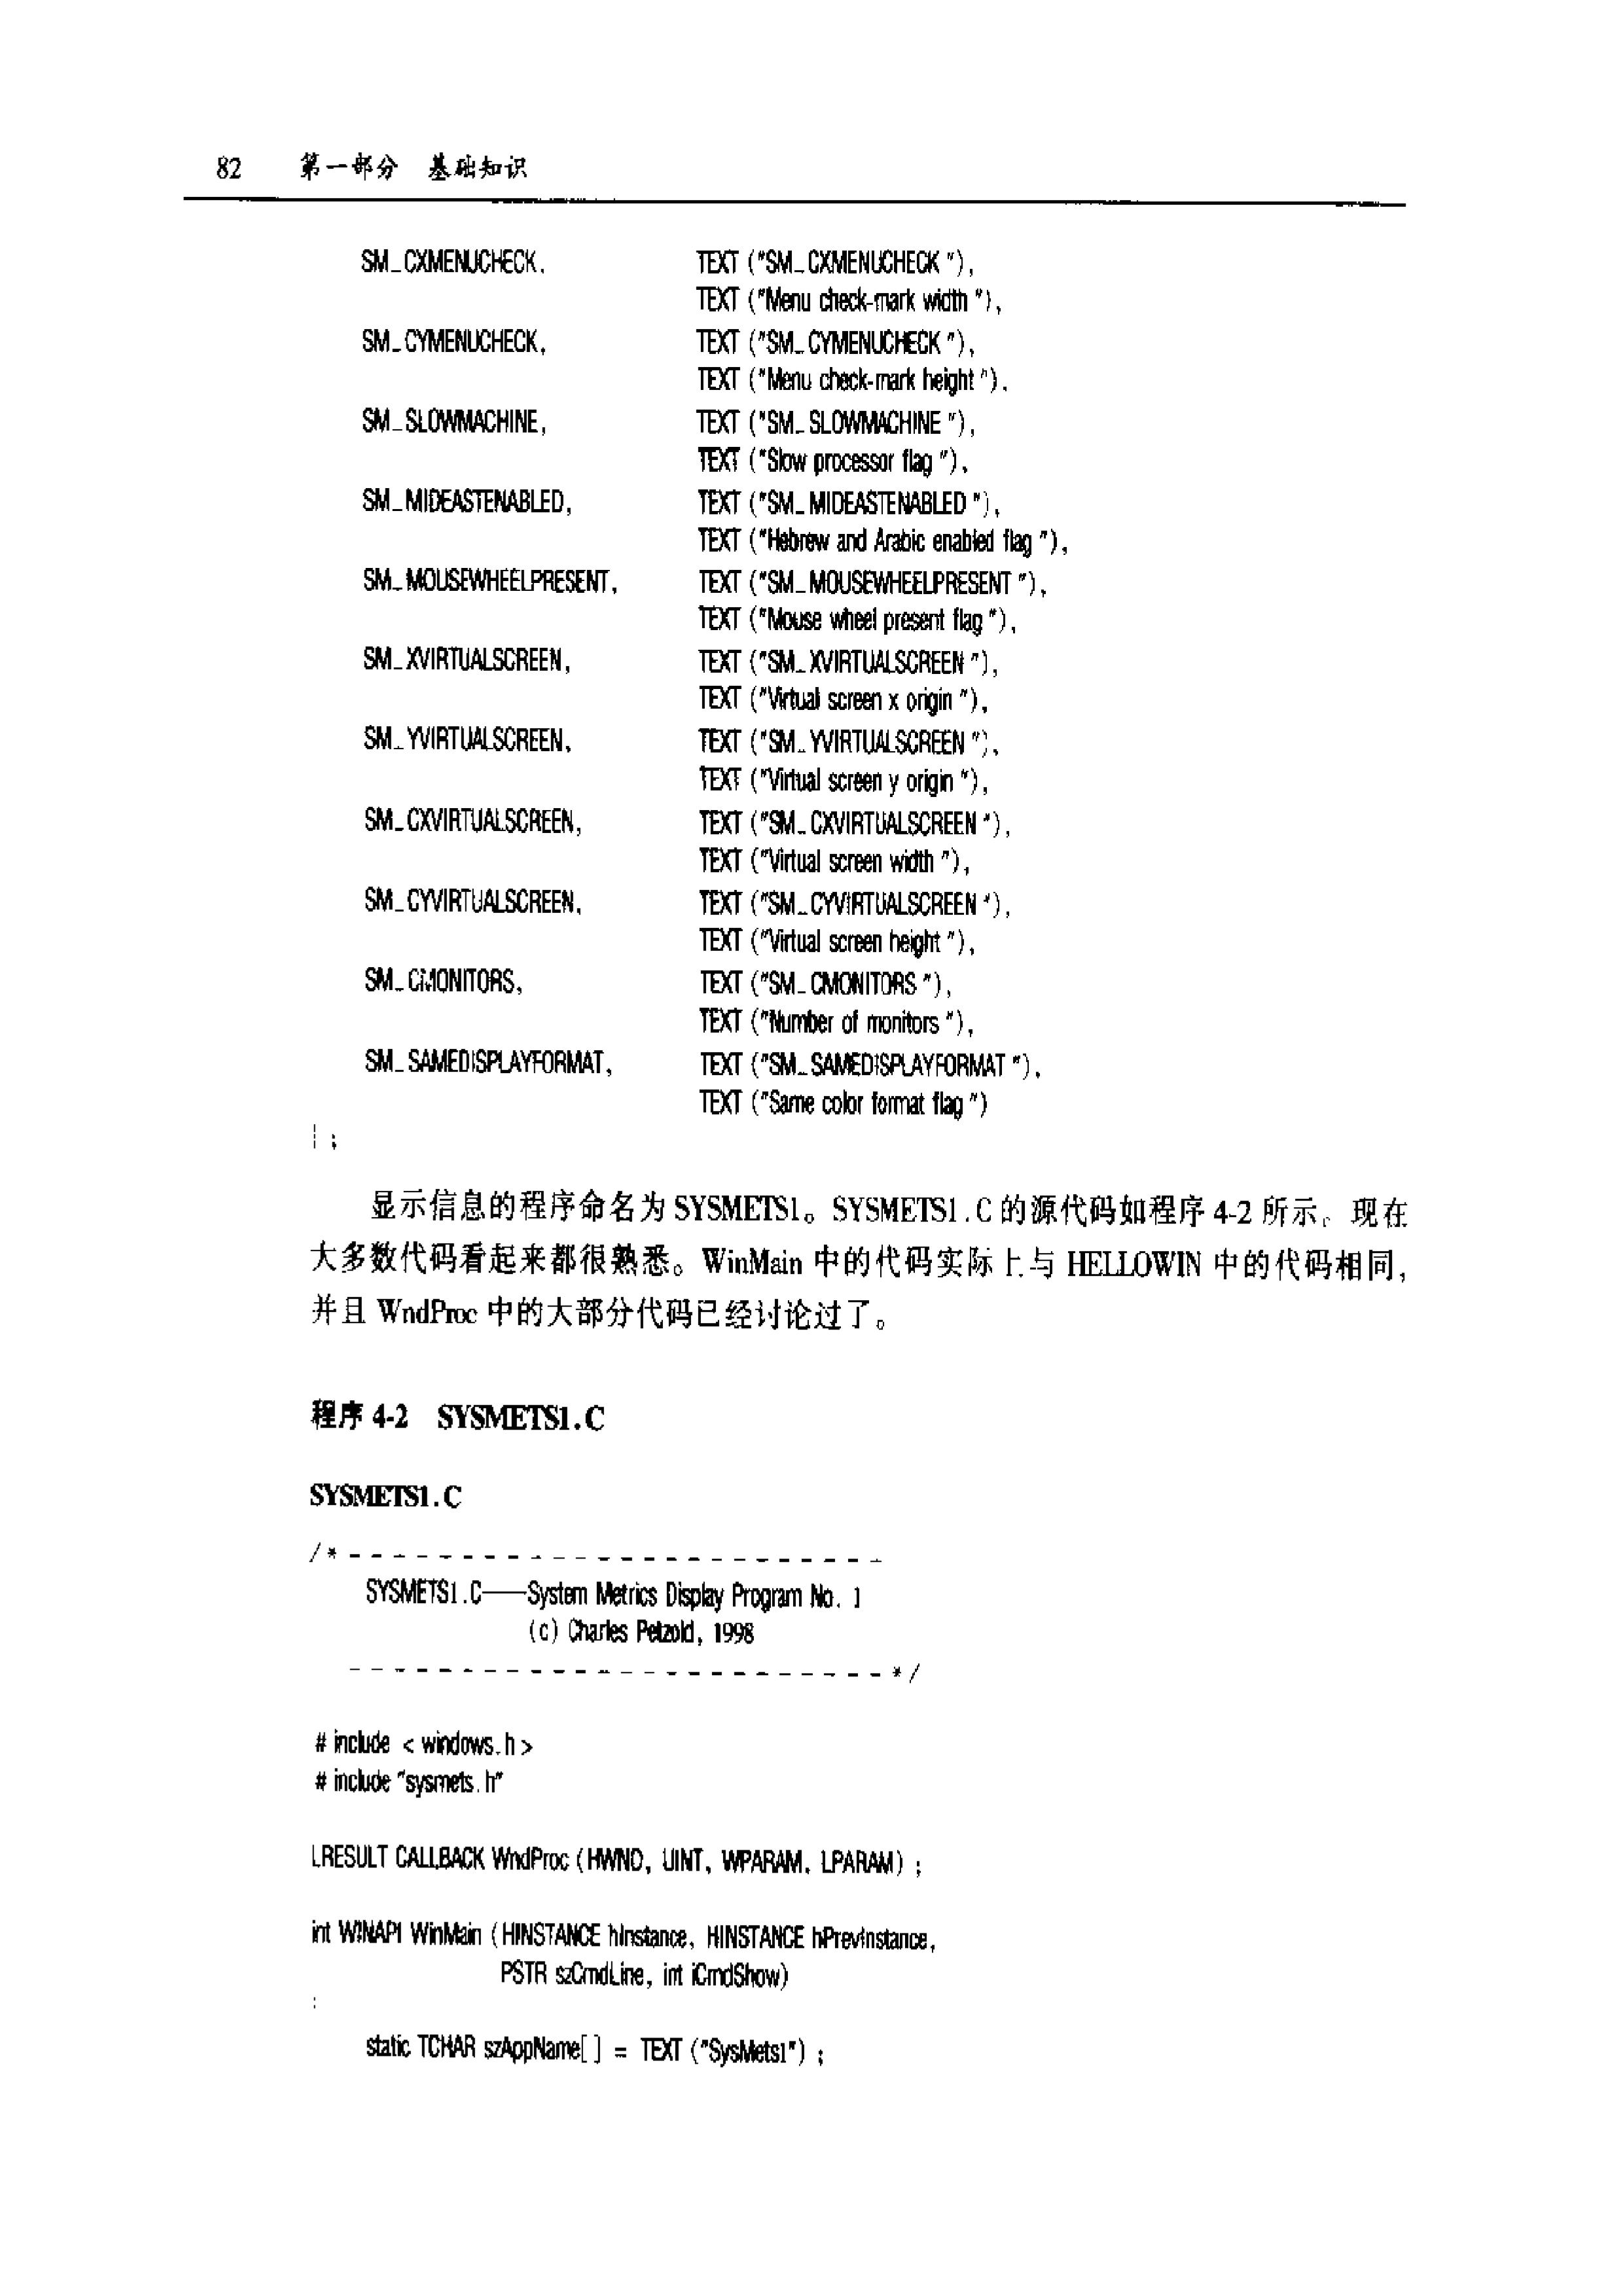 82 第一部分 基础知识
SM_CXMENUCHECK, TEXT ("SM_CXMENUCHECK"),
TEXT ("Menu check-mark width"),
SM_CYMENUCHECK, TEXT ("SM_CYMENUCHECK"),
TEXT ("Menu check-mark height"),
SM_SLOWMACHINE, TEXT ("SM_SLOWMACHINE"),
TEXT ("Slow processor flag"),
SM_MIDEASTENABLED, TEXT ("SM_MIDEASTENABLED"),
TEXT ("Hebrew and Arabic enabled flag"),
SM_MOUSEWHEELPRESENT, TEXT ("SM_MOUSEWHEELPRESENT"),
TEXT ("Mouse wheel present flag"),
SM_XVIRTUALSCREEN, TEXT ("SM_XVIRTUALSCREEN"),
TEXT ("Virtual screen x origin"),
SM_YVIRTUALSCREEN, TEXT ("SM_YVIRTUALSCREEN"),
TEXT ("Virtual screen y origin"),
SM_CXVIRTUALSCREEN, TEXT ("SM_CXVIRTUALSCREEN"),
TEXT ("Virtual screen width"),
SM_CYVIRTUALSCREEN, TEXT ("SM_CYVIRTUALSCREEN"),
TEXT ("Virtual screen height"),
SM_CMONITORS, TEXT ("SM_CMONITORS"),
TEXT ("Number of monitors"),
SM_SAMEDISPLAYFORMAT, TEXT ("SM_SAMEDISPLAYFORMAT"),
TEXT ("Same color format flag")
} ;
显示信息的程序命名为 SYSMETS1。SYSMETS1.C 的源代码如程序 4-2 所示。现在
大多数代码看起来都很熟悉。WinMain 中的代码实际上与 HELLOWIN 中的代码相同,
并且 WndProc 中的大部分代码已经讨论过了。
程序 4-2 SYSMETS1.C
SYSMETS1.C
/* - - - - - - - - - - - - - - - - - - - - - - - -
SYSMETS1.C——System Metrics Display Program No. 1
(c) Charles Petzold, 1998
- - - - - - - - - - - - - - - - - - - - - - - - */
# include < windows.h >
# include "sysmets.h"
LRESULT CALLBACK WndProc (HWND, UINT, WPARAM, LPARAM) ;
int WINAPI WinMain (HINSTANCE hInstance, HINSTANCE hPrevInstance,
PSTR szCmdLine, int iCmdShow)
static TCHAR szAppName[ ] = TEXT ("SysMets1") ;